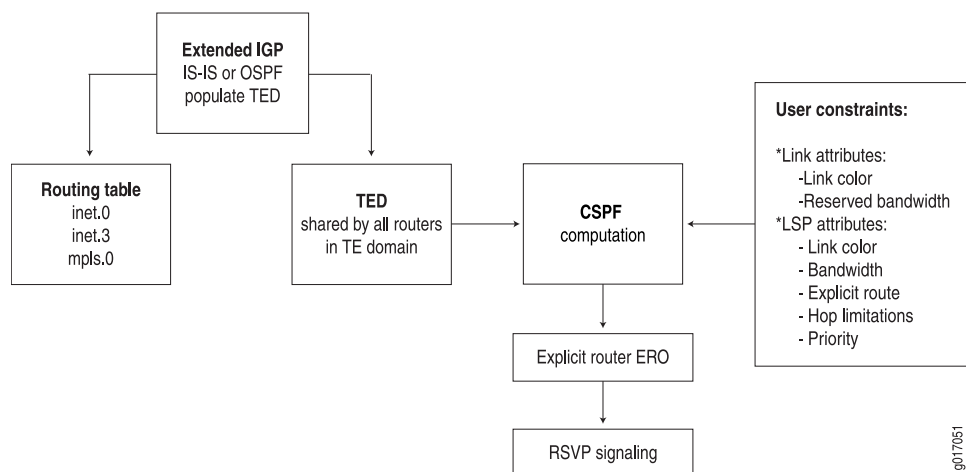 Extended IGP
IS-IS or OSPF
populate TED
Routing table
inet.0
inet.3
mpls.0
TED
shared by all routers
in TE domain
CSPF
computation
User constraints:
*Link attributes:
-Link color
-Reserved bandwidth
*LSP attributes:
- Link color
- Bandwidth
- Explicit route
- Hop limitations
- Priority
Explicit router ERO
RSVP signaling
g017051